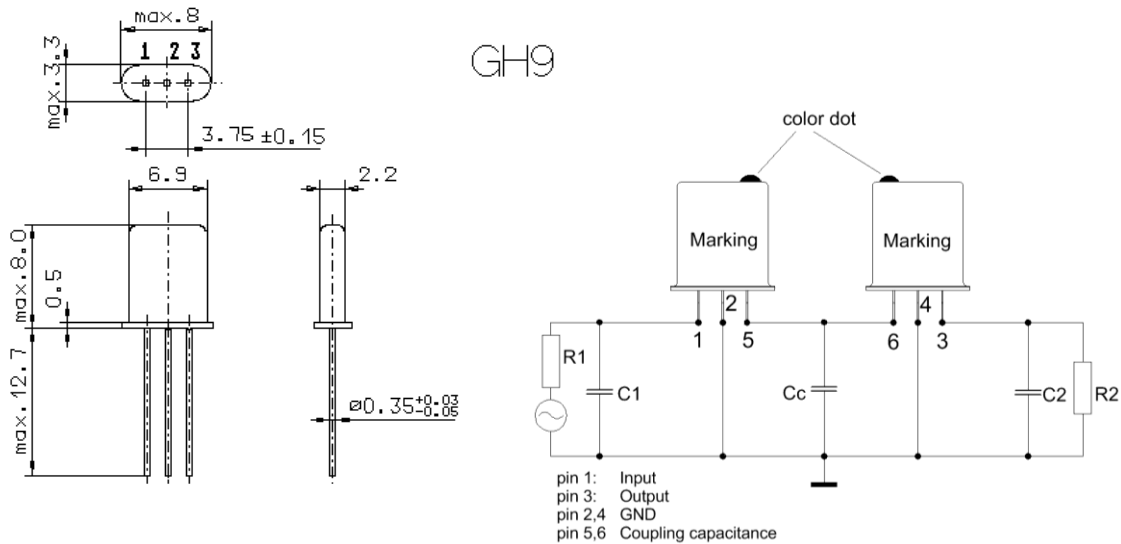 max.8
1 2 3
max.3.3
3.75 ±0.15
GH9
6.9
2.2
max.8.0
0.5
max.12.7
ø0.35+0.03
-0.05
color dot
Marking
Marking
2
4
1
5
6
3
R1
C1
Cc
C2
R2
pin 1: Input
pin 3: Output
pin 2,4 GND
pin 5,6 Coupling capacitance